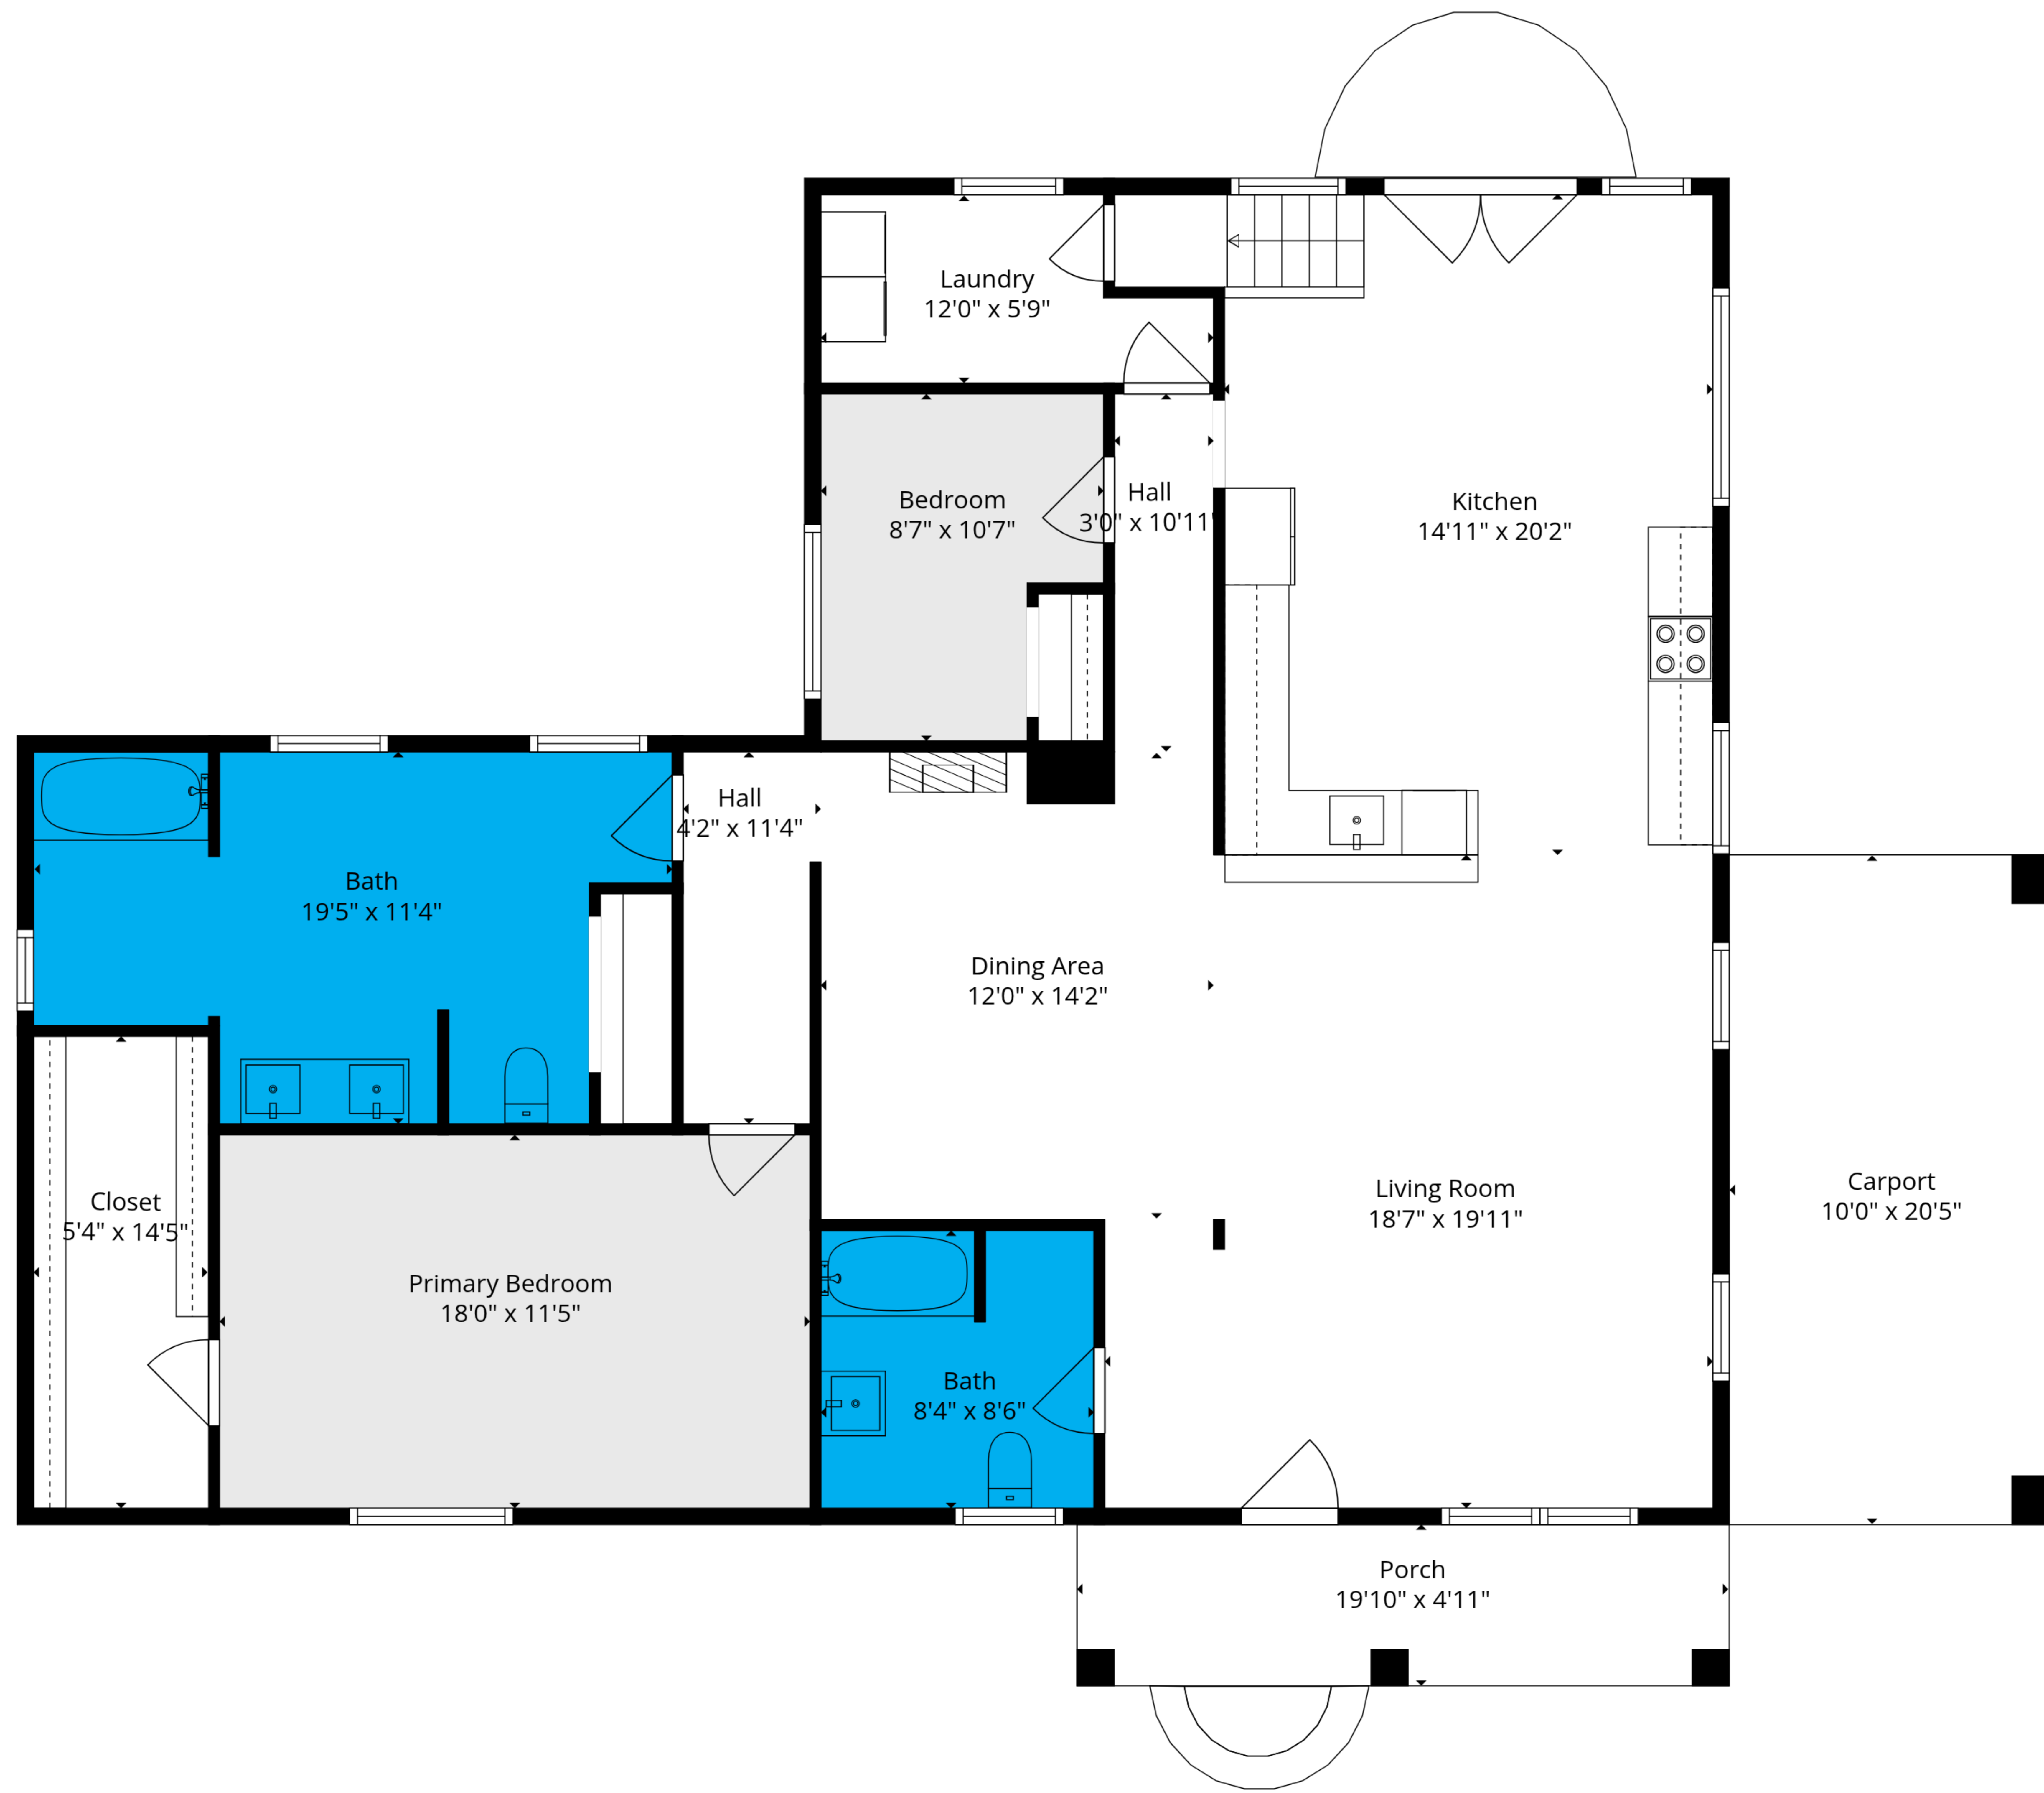 Laundry
12'0" x 5'9"
Bedroom
8'7" x 10'7"
Hall
3'0" x 10'11"
Kitchen
14'11" x 20'2"
Hall
4'2" x 11'4"
Bath
19'5" x 11'4"
Dining Area
12'0" x 14'2"
Closet
5'4" x 14'5"
Primary Bedroom
18'0" x 11'5"
Living Room
18'7" x 19'11"
Carport
10'0" x 20'5"
Bath
8'4" x 8'6"
Porch
19'10" x 4'11"